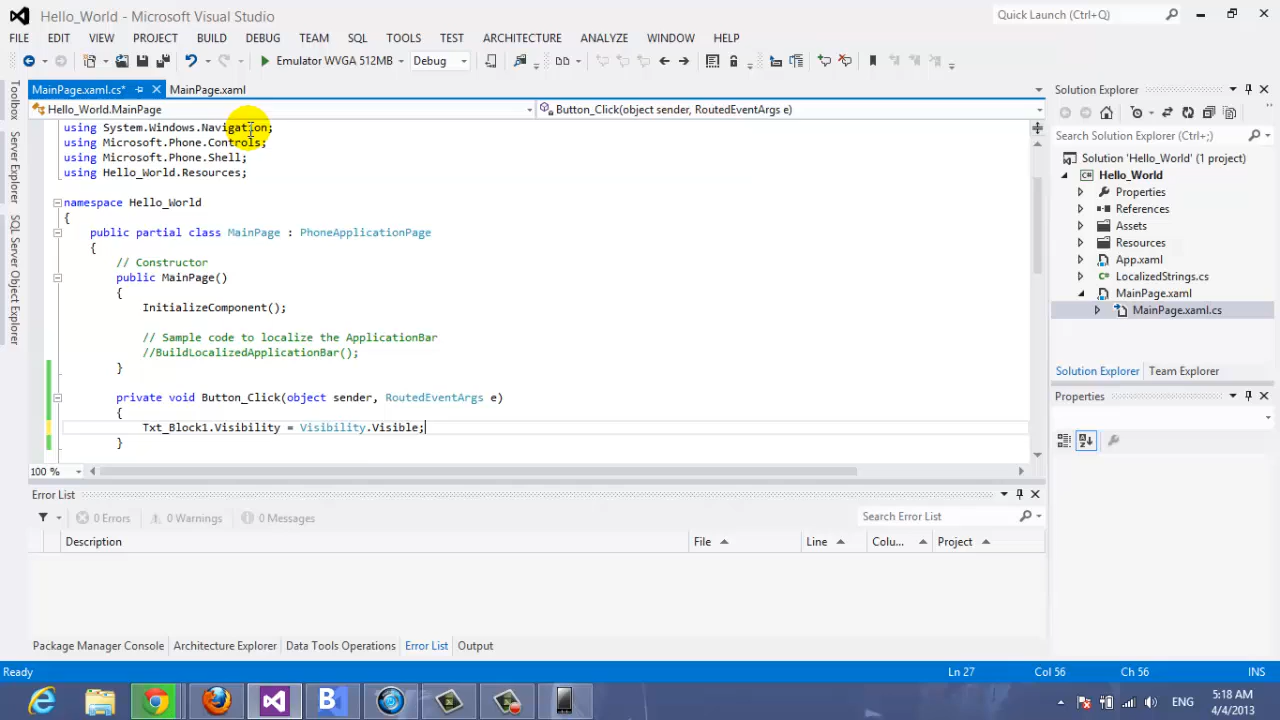 Hello_World - Microsoft Visual Studio
Quick Launch (Ctrl+Q)
FILE EDIT VIEW PROJECT BUILD DEBUG TEAM SQL TOOLS TEST ARCHITECTURE ANALYZE WINDOW HELP
Emulator WVGA 512MB Debug
MainPage.xaml.cs* MainPage.xaml
Hello_World.MainPage Button_Click(object sender, RoutedEventArgs e)
Toolbox
Server Explorer
SQL Server Object Explorer
using System.Windows.Navigation;
using Microsoft.Phone.Controls;
using Microsoft.Phone.Shell;
using Hello_World.Resources;
namespace Hello_World
{
public partial class MainPage : PhoneApplicationPage
{
// Constructor
public MainPage()
{
InitializeComponent();
// Sample code to localize the ApplicationBar
//BuildLocalizedApplicationBar();
}
private void Button_Click(object sender, RoutedEventArgs e)
{
Txt_Block1.Visibility = Visibility.Visible;
}
100 %
Solution Explorer
Search Solution Explorer (Ctrl+;)
Solution 'Hello_World' (1 project)
Hello_World
Properties
References
Assets
Resources
App.xaml
LocalizedStrings.cs
MainPage.xaml
MainPage.xaml.cs
Solution Explorer Team Explorer
Properties
Error List
0 Errors 0 Warnings 0 Messages
Search Error List
Description File Line Colu... Project
Package Manager Console Architecture Explorer Data Tools Operations Error List Output
Ready Ln 27 Col 56 Ch 56 INS
ENG
5:18 AM
4/4/2013